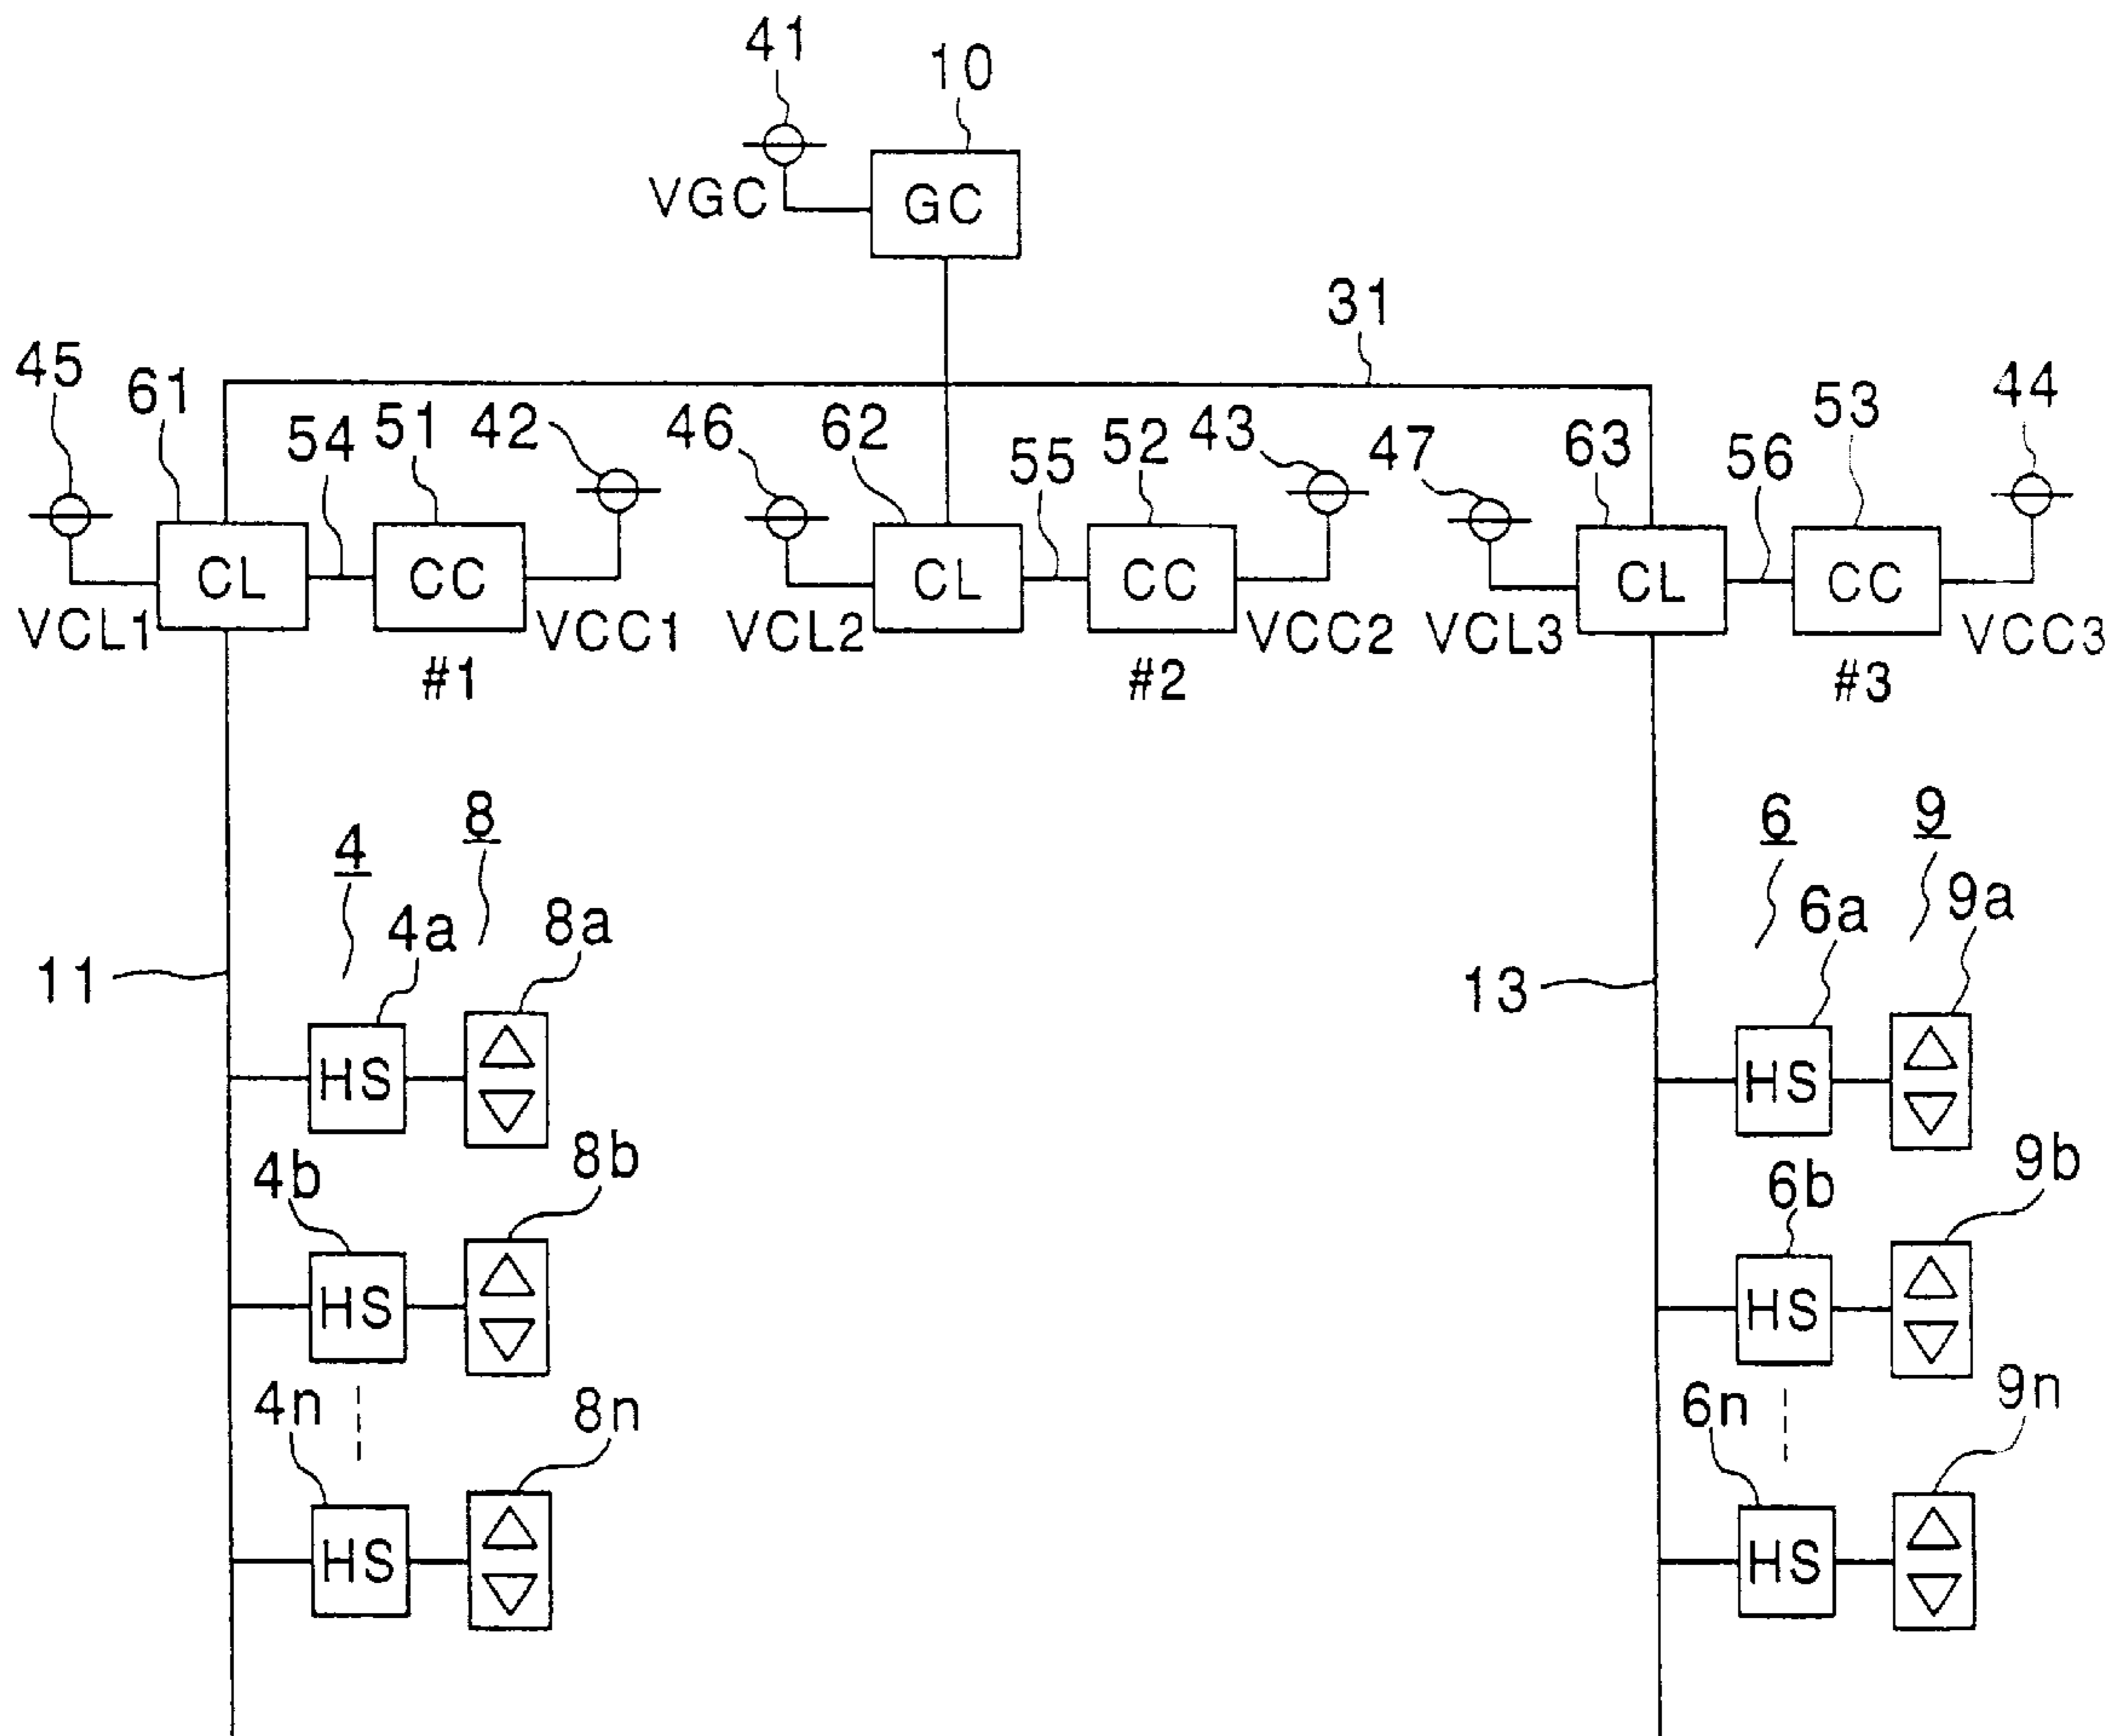 41
10
VGC
GC
31
45
61
54
51
42
46
62
55
52
43
47
63
56
53
44
CL
CC
CL
CC
CL
CC
VCL1
VCC1
VCL2
VCC2
VCL3
VCC3
#1
#2
#3
4
8
6
9
4a
8a
6a
9a
11
13
HS
HS
4b
8b
6b
9b
HS
HS
4n
8n
6n
9n
HS
HS